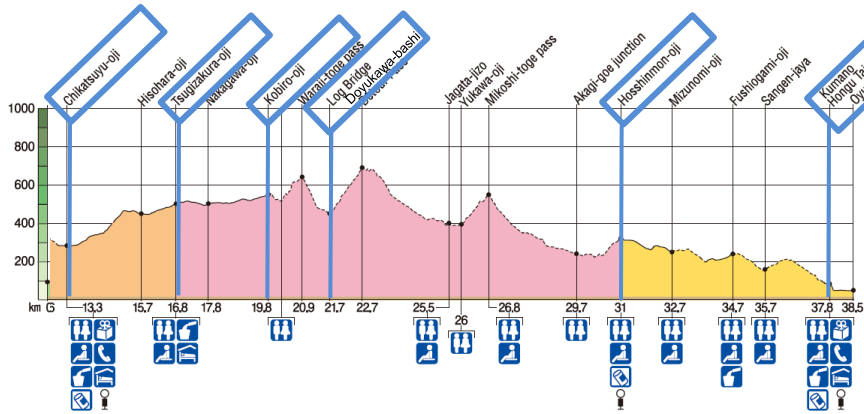 Chikatsuyu-oji
Hisohara-oji
Tsugizakura-oji
Nakagawa-oji
Kobiro-oji
Waraji-toge pass
Log Bridge
Doyukawa-bashi
Jagata-jizo
Yukawa-oji
Mikoshi-toge pass
Akagi-goe junction
Hosshinmon-oji
Mizunomi-oji
Fushiogami-oji
Sangen-jaya
Kumano
Hongu
1000
800
600
400
200
km
13,3
15,7
16,8
17,8
19,8
20,9
21,7
22,7
25,5
26
26,8
29,7
31
32,7
34,7
35,7
37,8
38,5